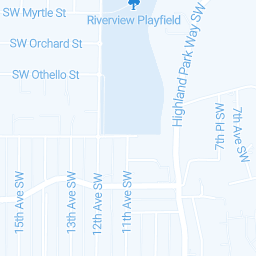 SW Myrtle St
Riverview Playfield
SW Orchard St
SW Othello St
Highland Park Way SW
7th Pl SW
7th Ave SW
15th Ave SW
13th Ave SW
12th Ave SW
11th Ave SW